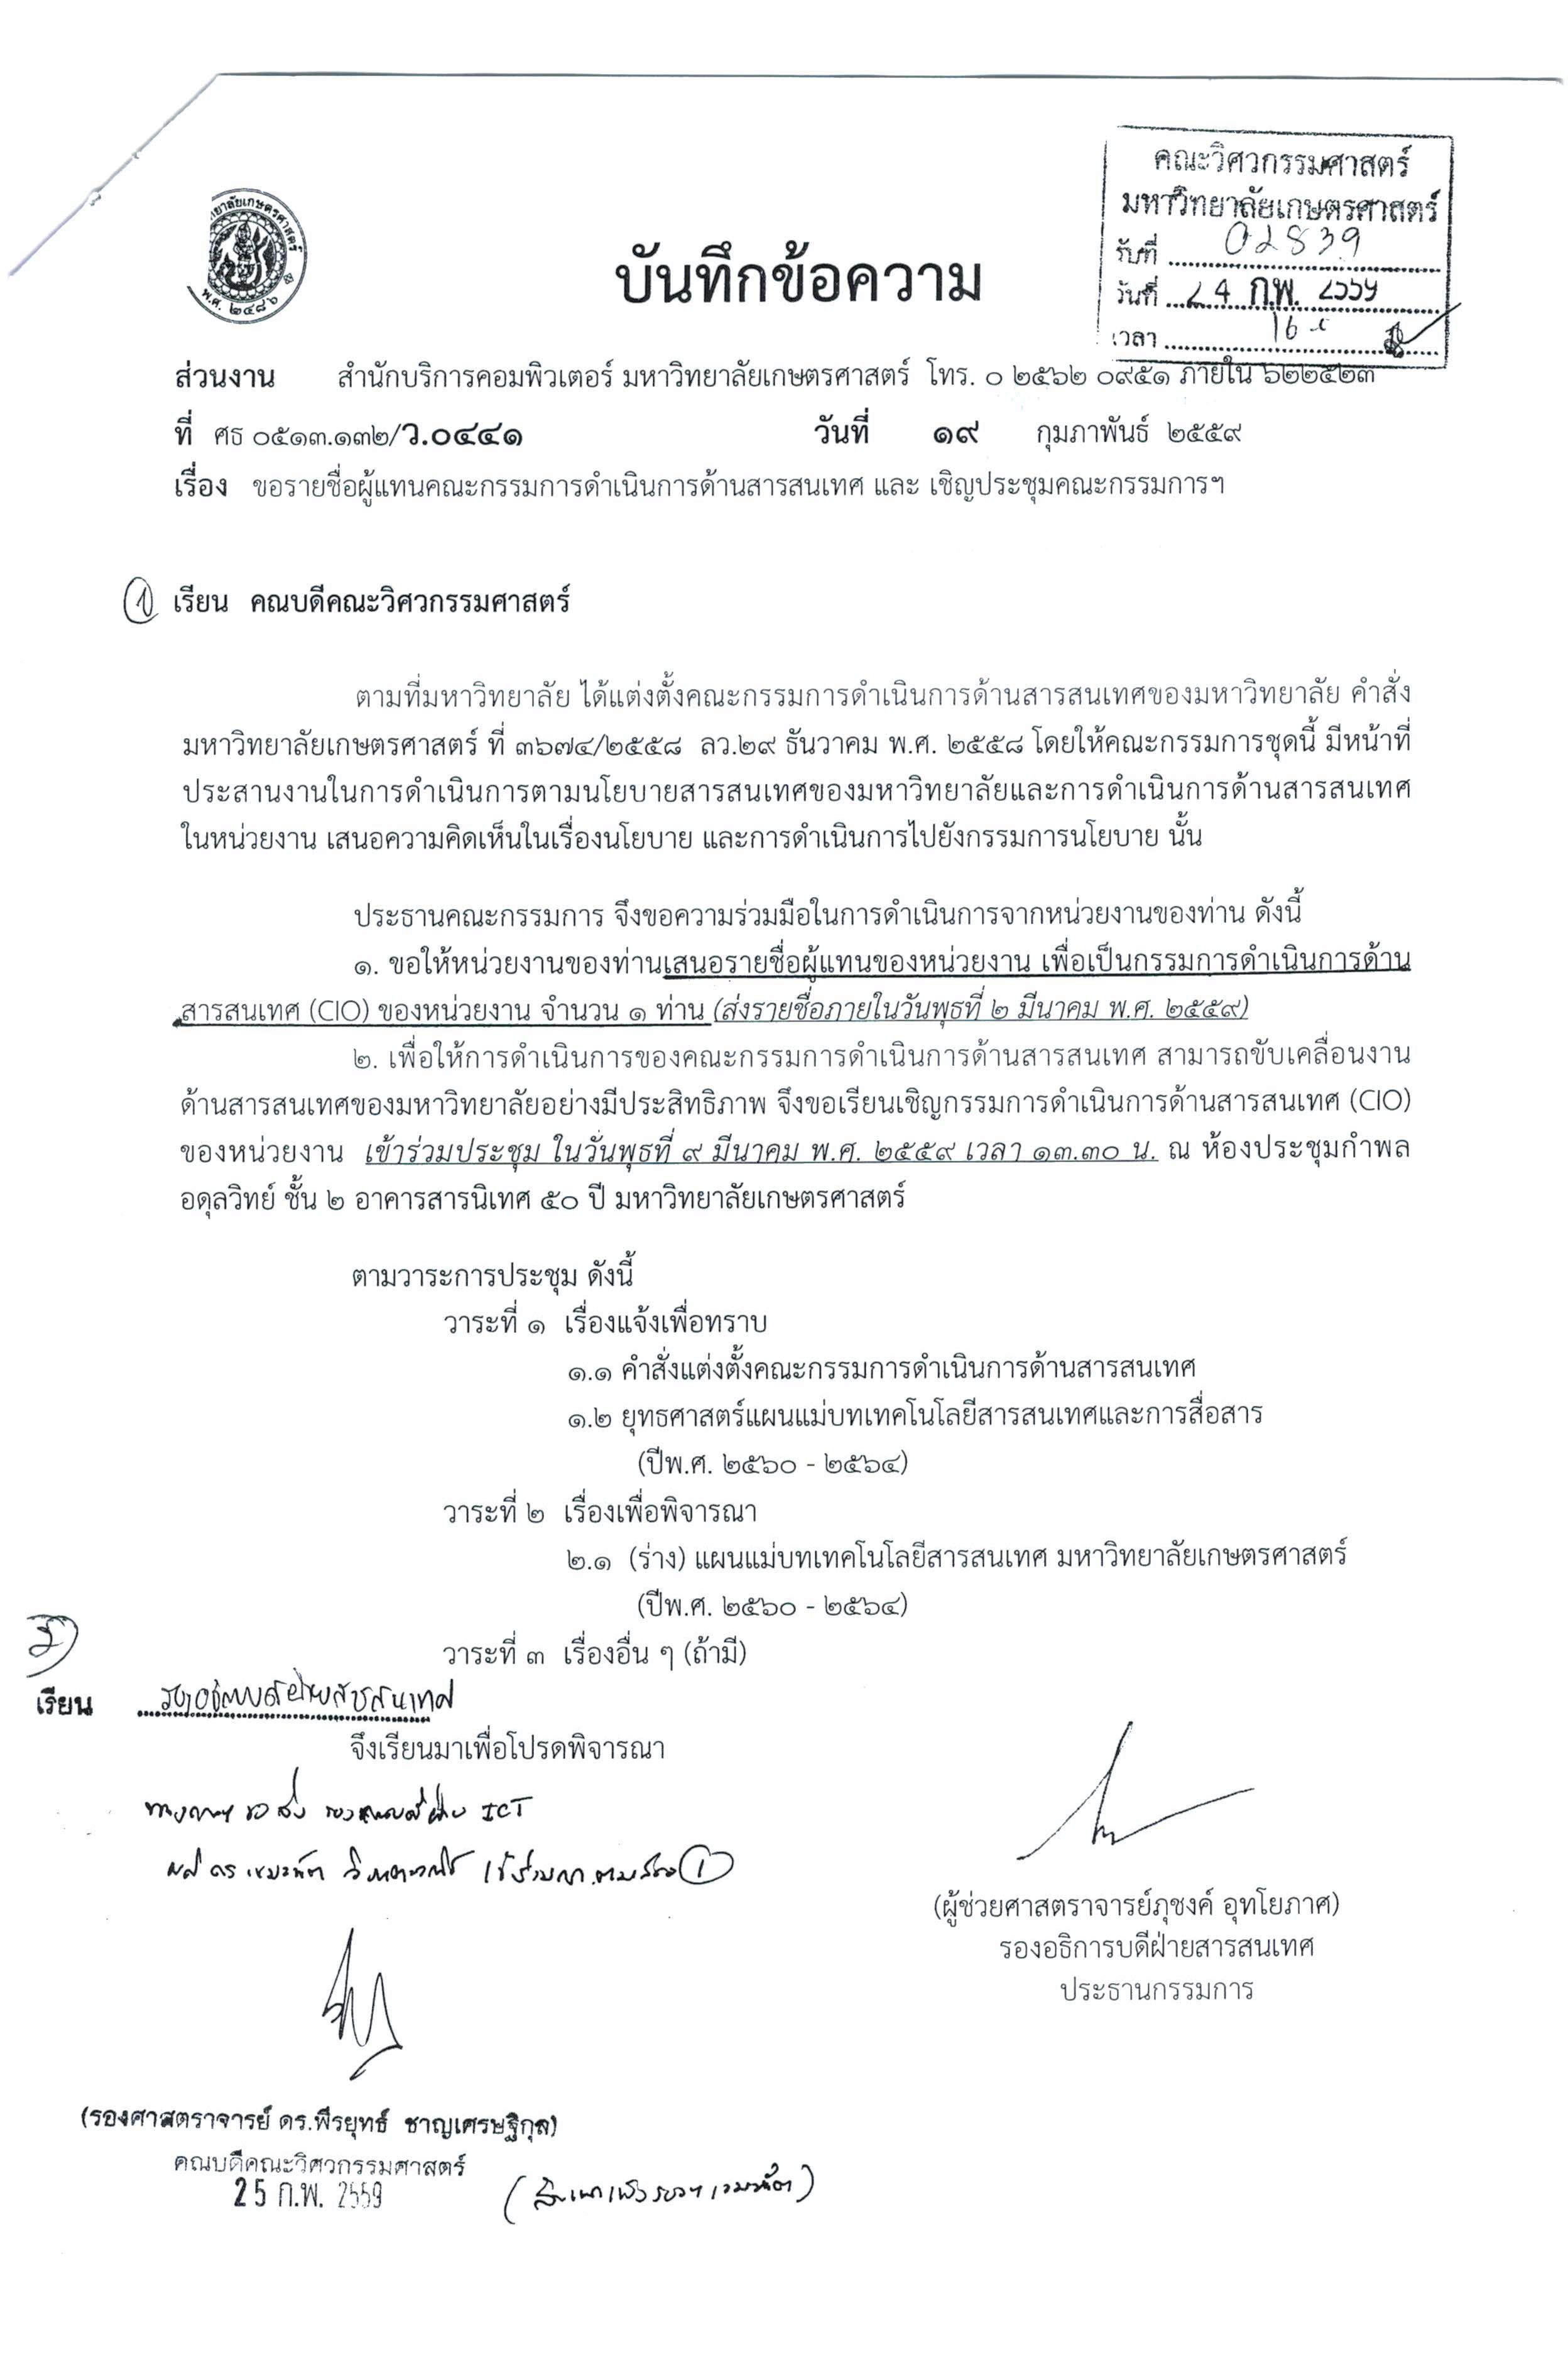 คณะวิศวกรรมศาสตร์
มหาวิทยาลัยเกษตรศาสตร์
รับที่ 02839
วันที่ 24 ก.พ. 2559
เวลา 16
พ.ศ. ๒๔๘๖
บันทึกข้อความ
ส่วนงาน สำนักบริการคอมพิวเตอร์ มหาวิทยาลัยเกษตรศาสตร์ โทร. ๐ ๒๕๖๒ ๐๙๕๑ ภายใน ๖๒๒๕๒๓
ที่ ศธ ๐๕๑๓.๑๓๒/ว.๐๔๔๑ วันที่ ๑๙ กุมภาพันธ์ ๒๕๕๙
เรื่อง ขอรายชื่อผู้แทนคณะกรรมการดำเนินการด้านสารสนเทศ และ เชิญประชุมคณะกรรมการฯ
① เรียน คณบดีคณะวิศวกรรมศาสตร์
ตามที่มหาวิทยาลัย ได้แต่งตั้งคณะกรรมการดำเนินการด้านสารสนเทศของมหาวิทยาลัย คำสั่ง
มหาวิทยาลัยเกษตรศาสตร์ ที่ ๓๖๗๔/๒๕๕๘ ลว.๒๙ ธันวาคม พ.ศ. ๒๕๕๘ โดยให้คณะกรรมการชุดนี้ มีหน้าที่
ประสานงานในการดำเนินการตามนโยบายสารสนเทศของมหาวิทยาลัยและการดำเนินการด้านสารสนเทศ
ในหน่วยงาน เสนอความคิดเห็นในเรื่องนโยบาย และการดำเนินการไปยังกรรมการนโยบาย นั้น
ประธานคณะกรรมการ จึงขอความร่วมมือในการดำเนินการจากหน่วยงานของท่าน ดังนี้
๑. ขอให้หน่วยงานของท่านเสนอรายชื่อผู้แทนของหน่วยงาน เพื่อเป็นกรรมการดำเนินการด้าน
สารสนเทศ (CIO) ของหน่วยงาน จำนวน ๑ ท่าน (ส่งรายชื่อภายในวันพุธที่ ๒ มีนาคม พ.ศ. ๒๕๕๙)
๒. เพื่อให้การดำเนินการของคณะกรรมการดำเนินการด้านสารสนเทศ สามารถขับเคลื่อนงาน
ด้านสารสนเทศของมหาวิทยาลัยอย่างมีประสิทธิภาพ จึงขอเรียนเชิญกรรมการดำเนินการด้านสารสนเทศ (CIO)
ของหน่วยงาน เข้าร่วมประชุม ในวันพุธที่ ๙ มีนาคม พ.ศ. ๒๕๕๙ เวลา ๑๓.๓๐ น. ณ ห้องประชุมกำพล
อดุลวิทย์ ชั้น ๒ อาคารสารนิเทศ ๕๐ ปี มหาวิทยาลัยเกษตรศาสตร์
ตามวาระการประชุม ดังนี้
วาระที่ ๑ เรื่องแจ้งเพื่อทราบ
๑.๑ คำสั่งแต่งตั้งคณะกรรมการดำเนินการด้านสารสนเทศ
๑.๒ ยุทธศาสตร์แผนแม่บทเทคโนโลยีสารสนเทศและการสื่อสาร
(ปีพ.ศ. ๒๕๖๐ - ๒๕๖๔)
วาระที่ ๒ เรื่องเพื่อพิจารณา
๒.๑ (ร่าง) แผนแม่บทเทคโนโลยีสารสนเทศ มหาวิทยาลัยเกษตรศาสตร์
(ปีพ.ศ. ๒๕๖๐ - ๒๕๖๔)
วาระที่ ๓ เรื่องอื่น ๆ (ถ้ามี)
เรียน รองอธิการบดีฝ่ายสารสนเทศ
จึงเรียนมาเพื่อโปรดพิจารณา
ทางคณะฯ ขอส่ง รองคณบดีฝ่าย ICT
ผศ ดร ①
(ผู้ช่วยศาสตราจารย์ภุชงค์ อุทโยภาศ)
รองอธิการบดีฝ่ายสารสนเทศ
ประธานกรรมการ
(รองศาสตราจารย์ ดร.พีรยุทธ์ ชาญเศรษฐิกุล)
คณบดีคณะวิศวกรรมศาสตร์
25 ก.พ. 2559